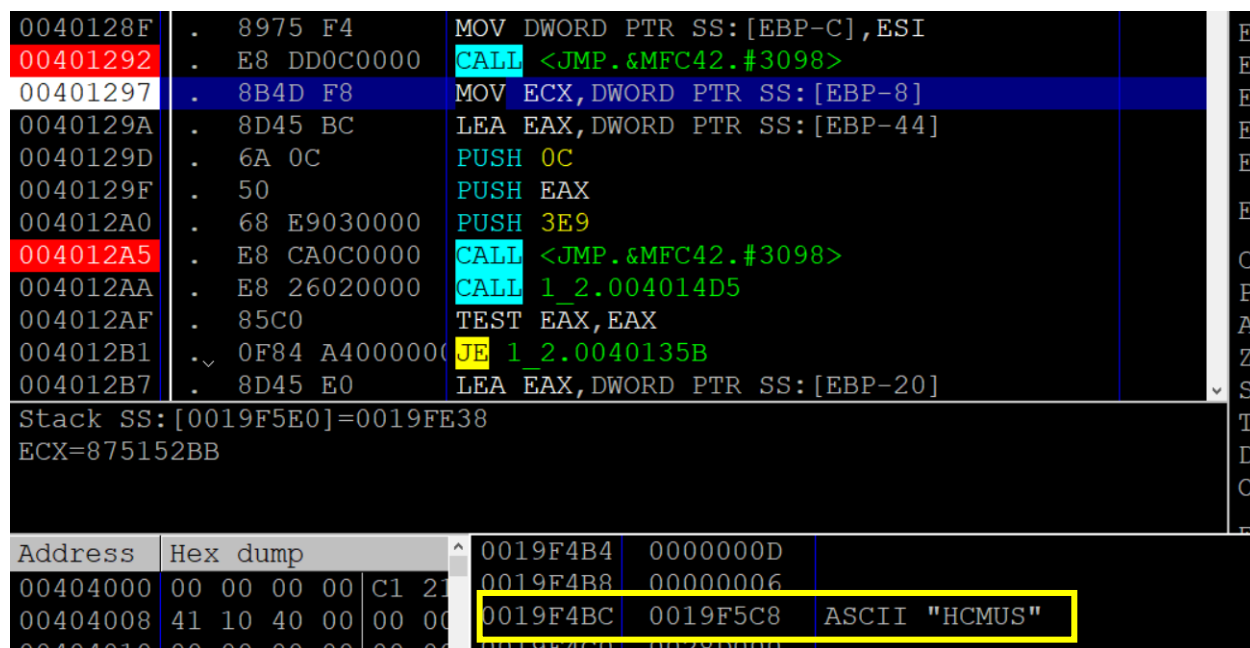 0040128F . 8975 F4 MOV DWORD PTR SS:[EBP-C],ESI
00401292 . E8 DD0C0000 CALL <JMP.&MFC42.#3098>
00401297 . 8B4D F8 MOV ECX,DWORD PTR SS:[EBP-8]
0040129A . 8D45 BC LEA EAX,DWORD PTR SS:[EBP-44]
0040129D . 6A 0C PUSH 0C
0040129F . 50 PUSH EAX
004012A0 . 68 E9030000 PUSH 3E9
004012A5 . E8 CA0C0000 CALL <JMP.&MFC42.#3098>
004012AA . E8 26020000 CALL 1_2.004014D5
004012AF . 85C0 TEST EAX,EAX
004012B1 . 0F84 A4000000 JE 1_2.0040135B
004012B7 . 8D45 E0 LEA EAX,DWORD PTR SS:[EBP-20]
Stack SS:[0019F5E0]=0019FE38
ECX=875152BB
Address Hex dump
00404000 00 00 00 00 C1 21
00404008 41 10 40 00 00 00
0019F4B4 0000000D
0019F4B8 00000006
0019F4BC 0019F5C8 ASCII "HCMUS"